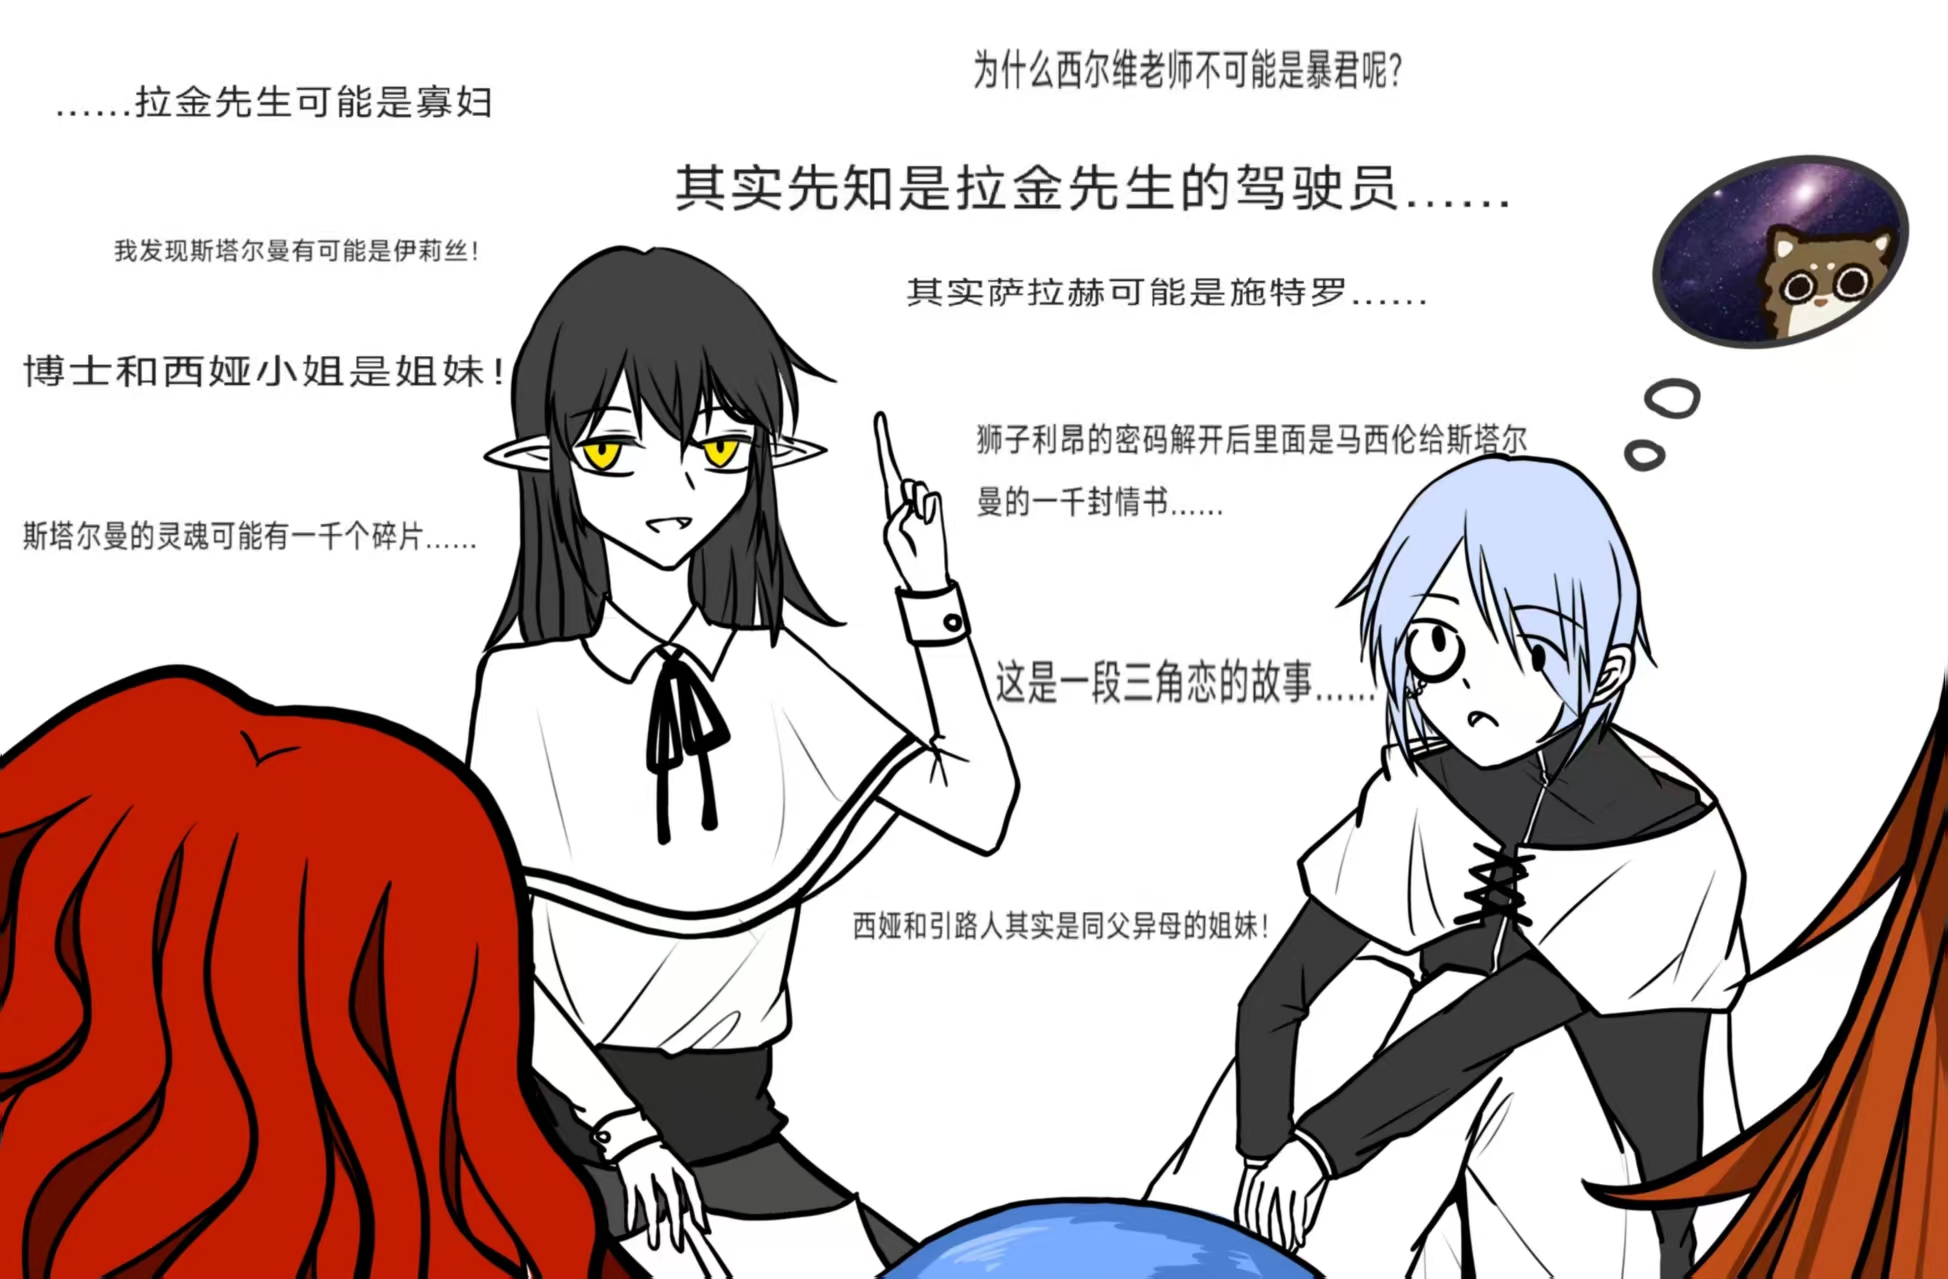 为什么西尔维老师不可能是暴君呢？
……拉金先生可能是寡妇
其实先知是拉金先生的驾驶员……
我发现斯塔尔曼有可能是伊莉丝！
其实萨拉赫可能是施特罗……
博士和西娅小姐是姐妹！
狮子利昂的密码解开后里面是马西伦给斯塔尔
曼的一千封情书……
斯塔尔曼的灵魂可能有一千个碎片……
这是一段三角恋的故事……
西娅和引路人其实是同父异母的姐妹！